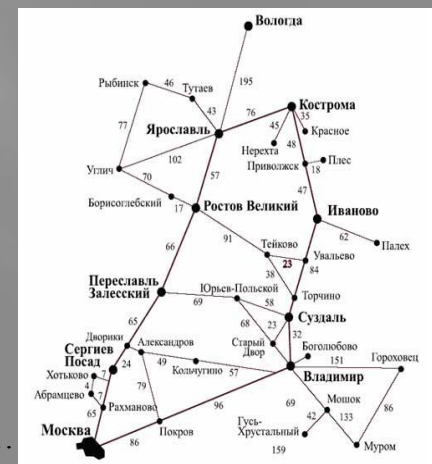 Вологда
195
Рыбинск
46
Тутаев
43
77
Ярославль
76
Кострома
35
Красное
45
48
Нерехта
Приволжск
18
Плес
102
Углич
70
57
47
Борисоглебский
17
Ростов Великий
Иваново
62
Палех
91
Тейково
23
Увальево
84
38
66
Переславль
Залесский
69
Юрьев-Польской
58
Торчино
Суздаль
68
23
32
Старый
Двор
Боголюбово
65
Дворики
Александров
49
Кольчугино
57
Сергиев
Посад
24
Хотьково
7
4
Абрамцево
7
Рахманово
65
79
96
Владимир
151
Гороховец
69
Мошок
42
133
86
Гусь-
Хрустальный
159
Муром
Москва
86
Покров
.